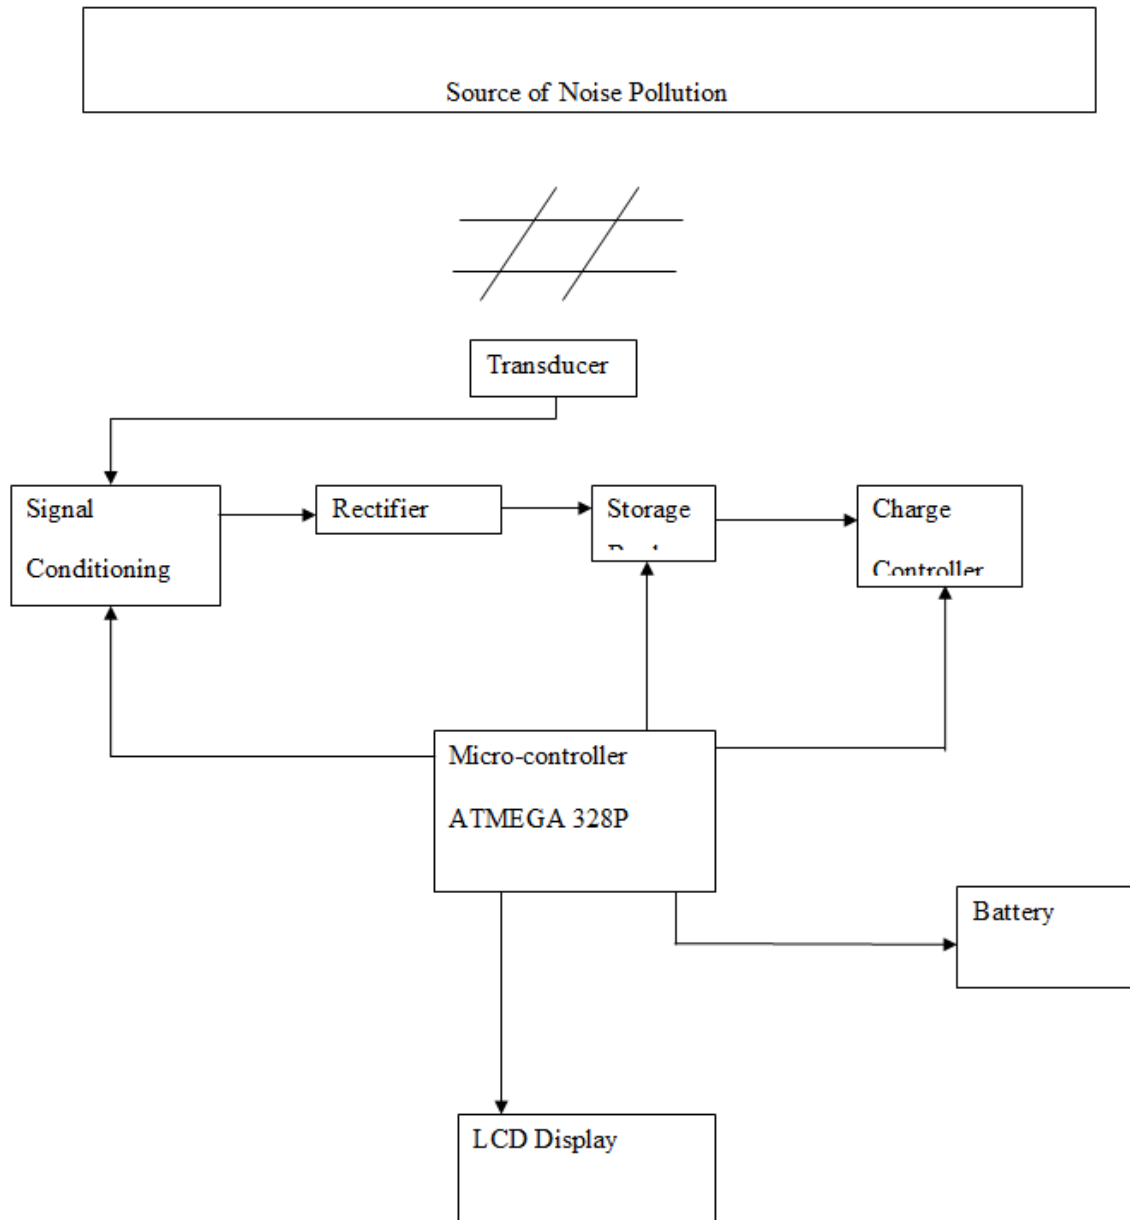 Source of Noise Pollution
Transducer
Signal
Conditioning
Rectifier
Storage
Charge
Controller
Micro-controller
ATMEGA 328P
Battery
LCD Display